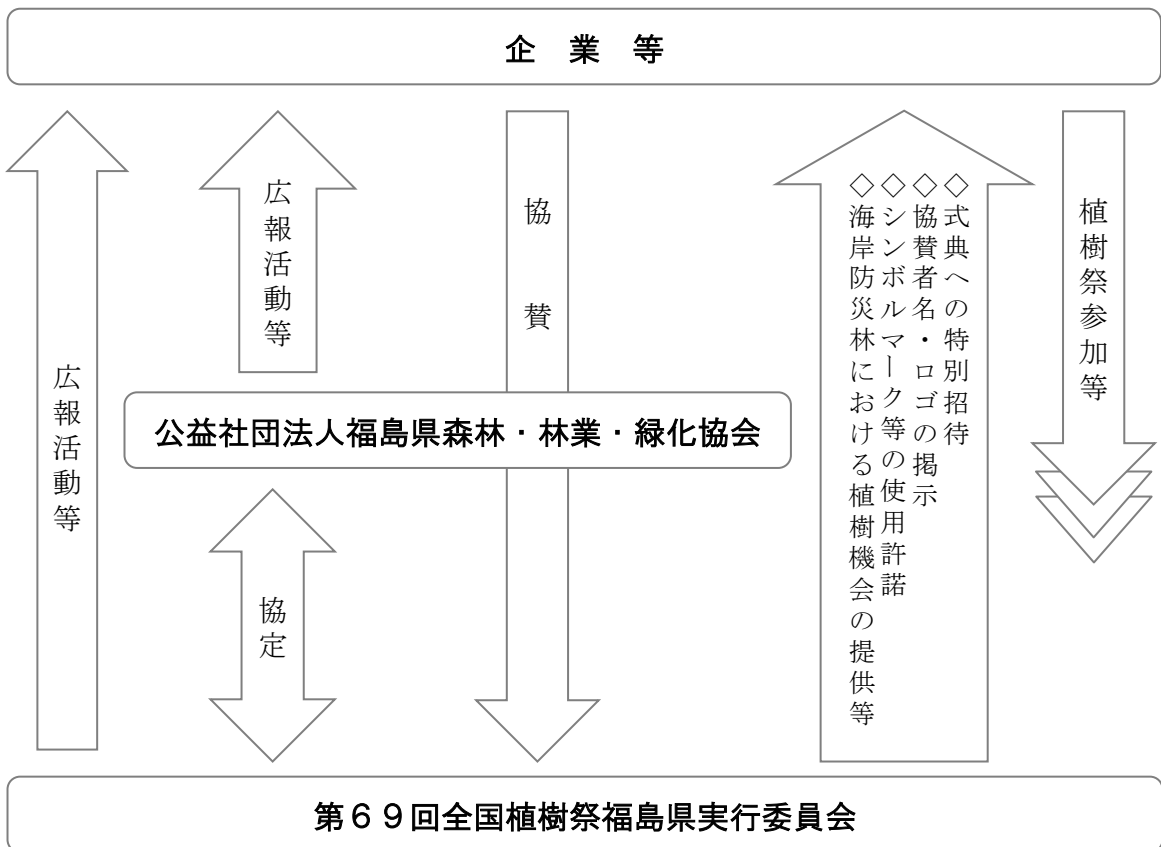 企 業 等
広報活動等
広報活動等
協 賛
◇式典への特別招待
◇協賛者名・ロゴの掲示
◇シンボルマーク等の使用許諾
◇海岸防災林における植樹機会の提供等
植樹祭参加等
公益社団法人福島県森林・林業・緑化協会
協定
第69回全国植樹祭福島県実行委員会